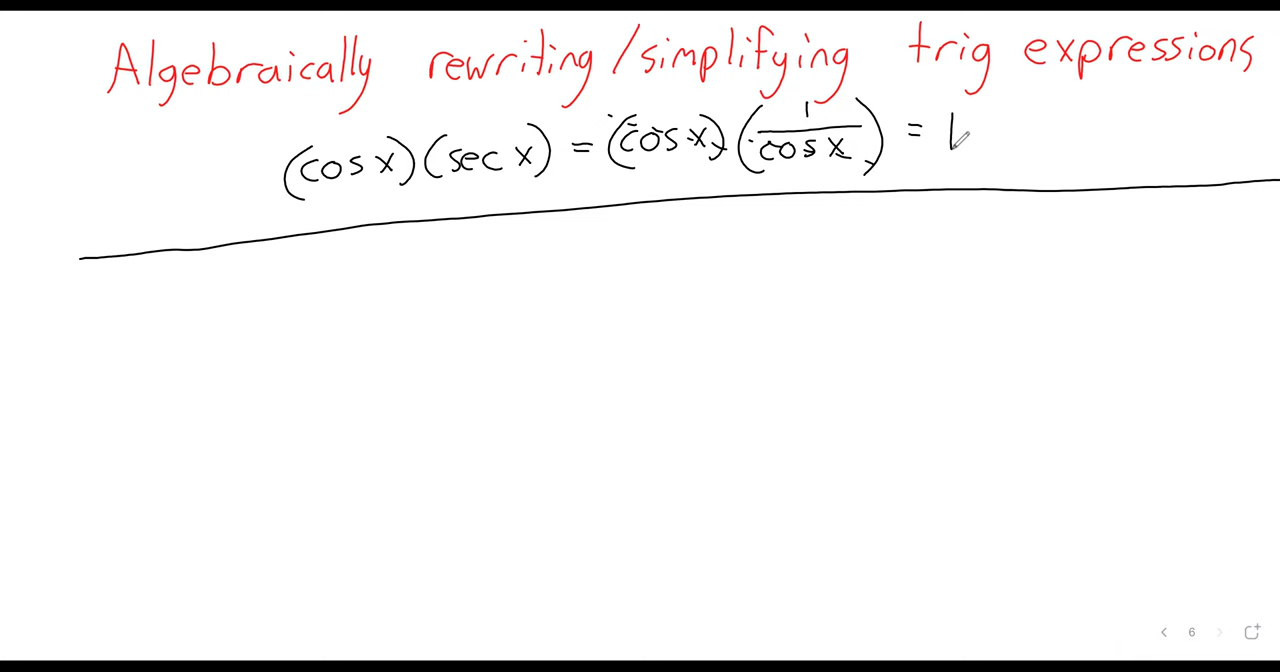 Algebraically rewriting/simplifying trig expressions
(cos x)(sec x) = (cos x)(1/cos x) = 1
6